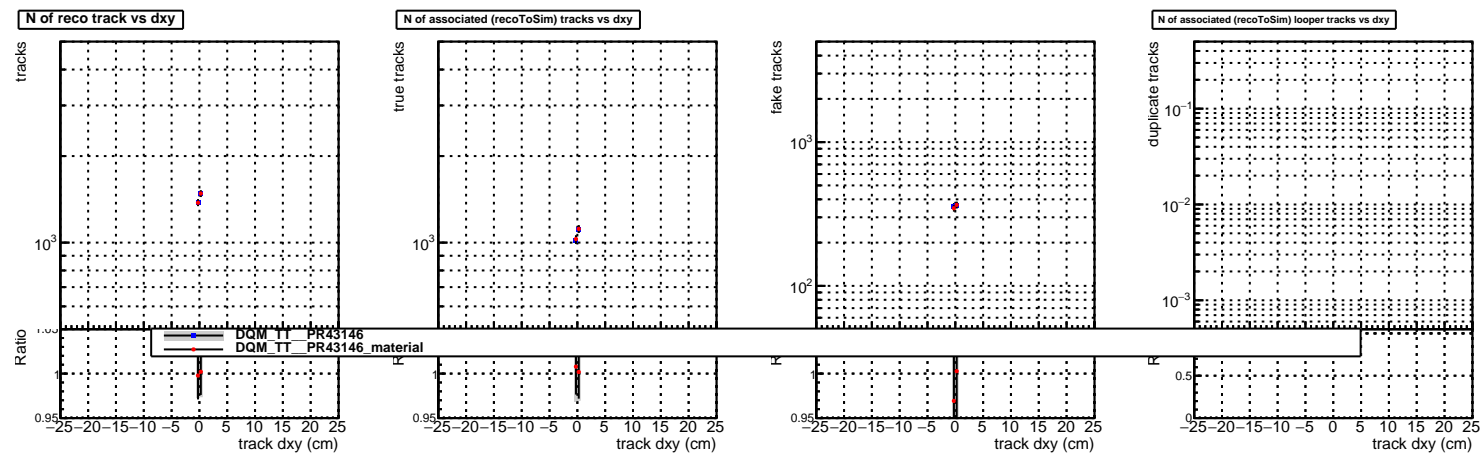 N of reco track vs dxy
N of associated (recoToSim) tracks vs dxy
N of associated (recoToSim) looper tracks vs dxy
tracks
10^3
true tracks
10^3
fake tracks
10^3
10^2
duplicate tracks
10^−1
10^−2
10^−3
DQM_TT__PR43146
DQM_TT__PR43146_material
Ratio
1
0.95
1
0.95
1
0.95
0.5
0
−25−20−15−10−5 0 5 10 15 20 25
track dxy (cm)
−25−20−15−10−5 0 5 10 15 20 25
track dxy (cm)
−25−20−15−10−5 0 5 10 15 20 25
track dxy (cm)
−25−20−15−10−5 0 5 10 15 20 25
track dxy (cm)